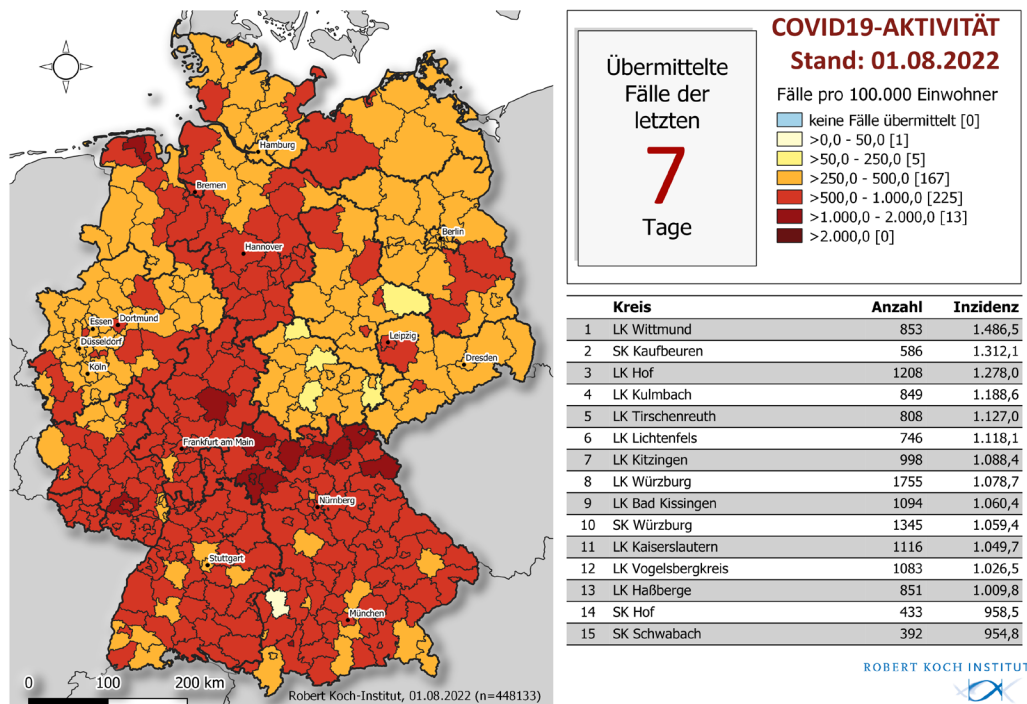 COVID19-AKTIVITÄT
Stand: 01.08.2022
Übermittelte
Fälle der
letzten
7
Tage
Fälle pro 100.000 Einwohner
keine Fälle übermittelt [0]
>0,0 - 50,0 [1]
>50,0 - 250,0 [5]
>250,0 - 500,0 [167]
>500,0 - 1.000,0 [225]
>1.000,0 - 2.000,0 [13]
>2.000,0 [0]
Hamburg
Bremen
Berlin
Hannover
Essen
Dortmund
Düsseldorf
Leipzig
Köln
Dresden
Frankfurt am Main
Nürnberg
Stuttgart
München
0 100 200 km
Robert Koch-Institut, 01.08.2022 (n=448133)
Kreis Anzahl Inzidenz
1 LK Wittmund 853 1.486,5
2 SK Kaufbeuren 586 1.312,1
3 LK Hof 1208 1.278,0
4 LK Kulmbach 849 1.188,6
5 LK Tirschenreuth 808 1.127,0
6 LK Lichtenfels 746 1.118,1
7 LK Kitzingen 998 1.088,4
8 LK Würzburg 1755 1.078,7
9 LK Bad Kissingen 1094 1.060,4
10 SK Würzburg 1345 1.059,4
11 LK Kaiserslautern 1116 1.049,7
12 LK Vogelsbergkreis 1083 1.026,5
13 LK Haßberge 851 1.009,8
14 SK Hof 433 958,5
15 SK Schwabach 392 954,8
ROBERT KOCH INSTITUT